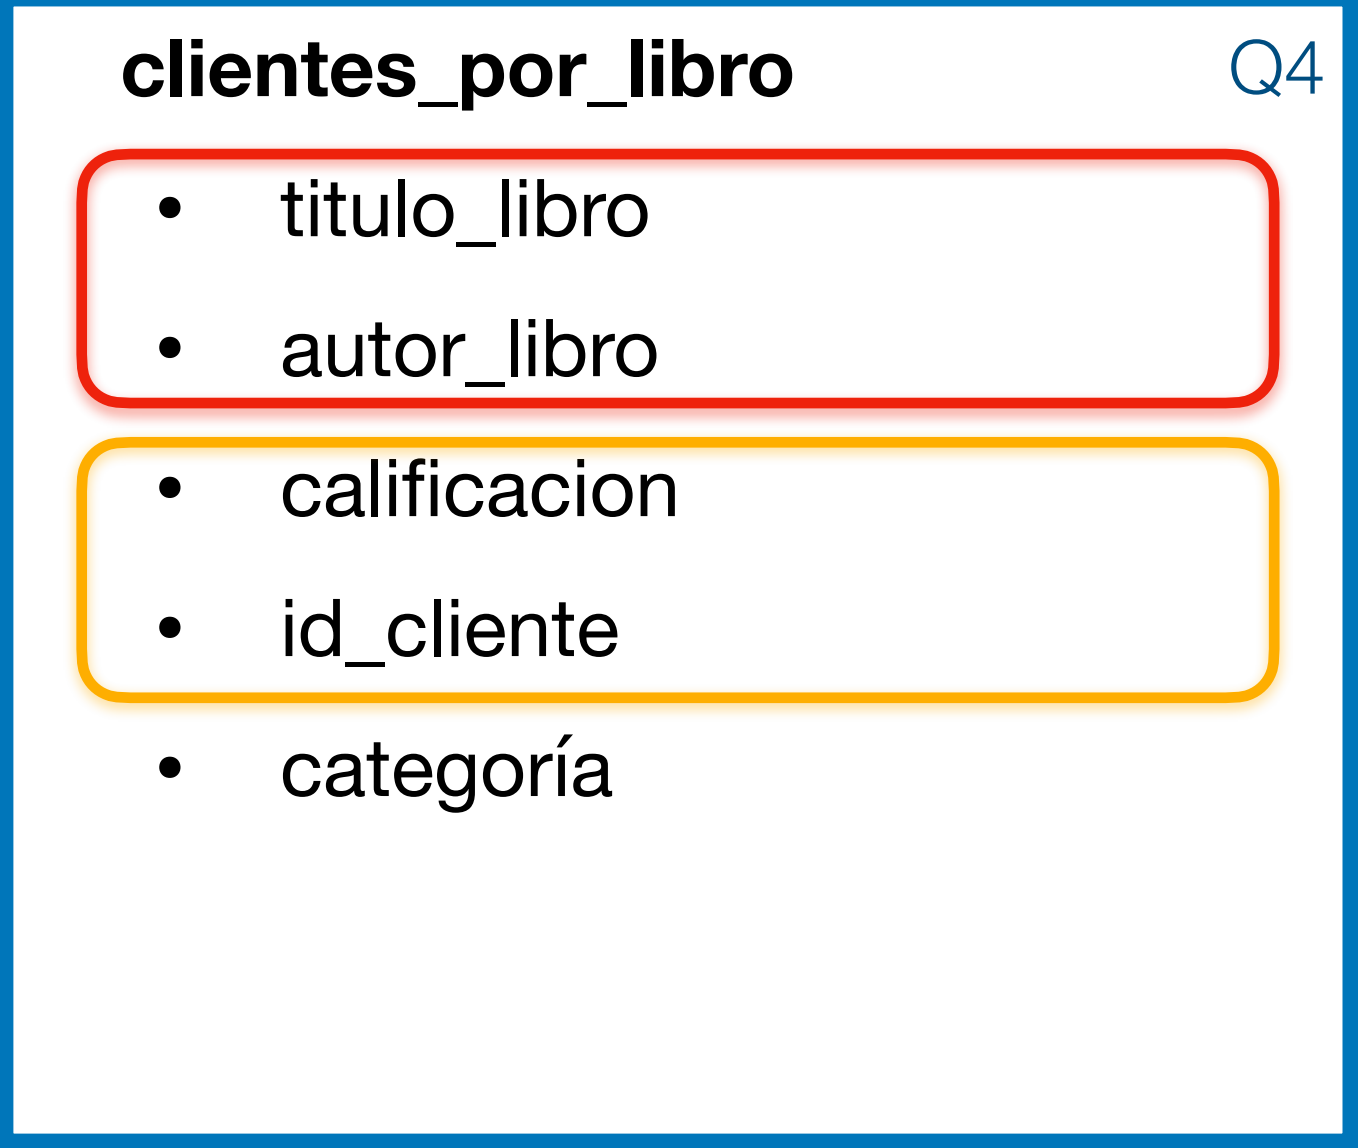 clientes_por_libro
Q4
• titulo_libro
• autor_libro
• calificacion
• id_cliente
• categoría